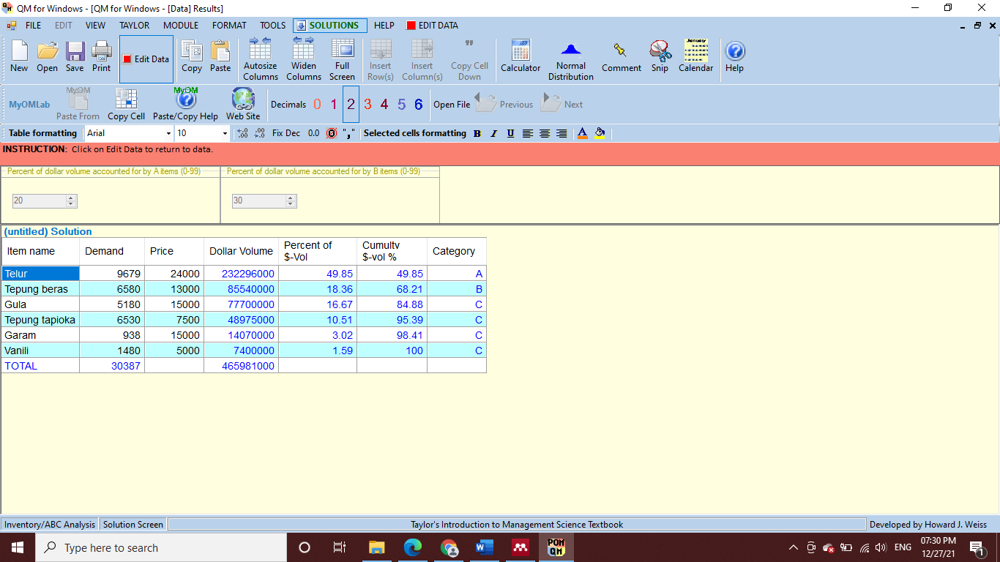 QM for Windows - [QM for Windows - [Data] Results]
FILE EDIT VIEW TAYLOR MODULE FORMAT TOOLS SOLUTIONS HELP EDIT DATA
New Open Save Print Edit Data Copy Paste Autosize Columns Widen Columns Full Screen Insert Row(s) Insert Column(s) Copy Cell Down Calculator Normal Distribution Comment Snip January Calendar Help
MyOMLab MyOM Paste From Copy Cell MyOM Paste/Copy Help Web Site Decimals 0 1 2 3 4 5 6 Open File Previous Next
Table formatting Arial 10 Fix Dec 0.0 "," Selected cells formatting B I U A
INSTRUCTION: Click on Edit Data to return to data.
Percent of dollar volume accounted for by A items (0-99) Percent of dollar volume accounted for by B items (0-99)
20 30
(untitled) Solution
Item name Demand Price Dollar Volume Percent of $-Vol Cumultv $-vol % Category
Telur 9679 24000 232296000 49.85 49.85 A
Tepung beras 6580 13000 85540000 18.36 68.21 B
Gula 5180 15000 77700000 16.67 84.88 C
Tepung tapioka 6530 7500 48975000 10.51 95.39 C
Garam 938 15000 14070000 3.02 98.41 C
Vanili 1480 5000 7400000 1.59 100 C
TOTAL 30387 465981000
Inventory/ABC Analysis Solution Screen Taylor's Introduction to Management Science Textbook Developed by Howard J. Weiss
Type here to search POM QM ENG 07:30 PM
12/27/21 1